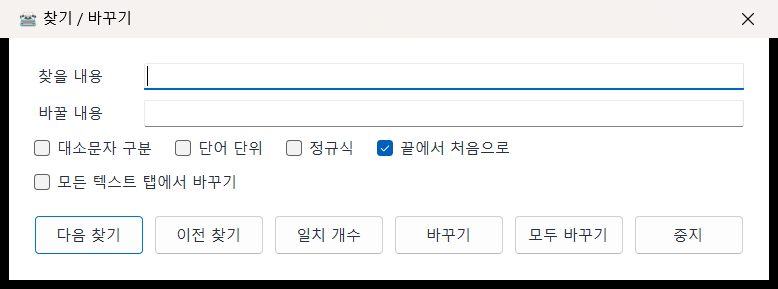 찾기 / 바꾸기
찾을 내용
바꿀 내용
대소문자 구분 단어 단위 정규식 끝에서 처음으로
모든 텍스트 탭에서 바꾸기
다음 찾기 이전 찾기 일치 개수 바꾸기 모두 바꾸기 중지